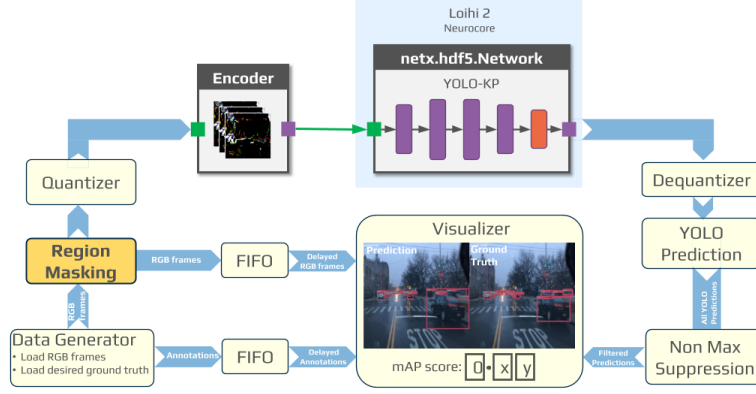 Loihi 2
Neurocore
netx.hdf5.Network
YOLO-KP
Encoder
Quantizer
Dequantizer
Region
Masking
RGB frames
FIFO
Delayed
RGB frames
Visualizer
Prediction
Ground
Truth
STOP
STOP
YOLO
Prediction
RGB
frames
All YOLO
Predictions
Data Generator
• Load RGB frames
• Load desired ground truth
Annotations
FIFO
Delayed
Annotations
mAP score: 0 • x y
Filtered
Predictions
Non Max
Suppression